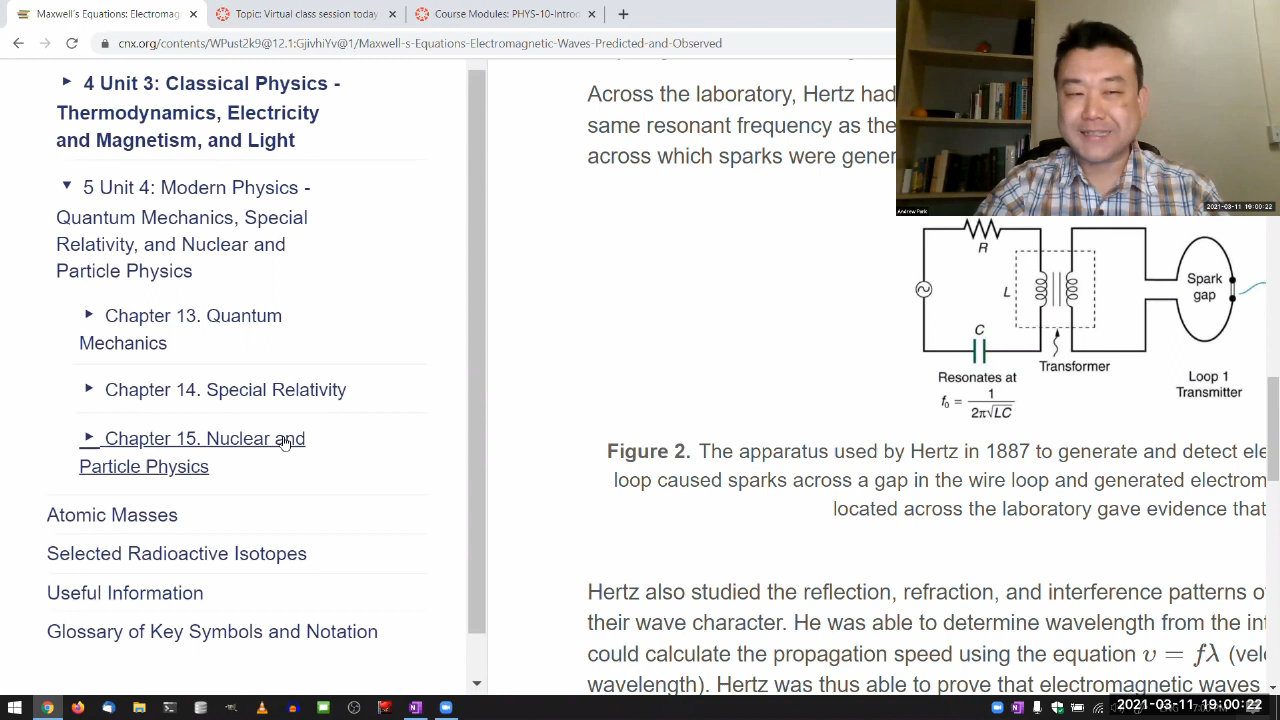 Maxwell's Equations: Electromag
Topic: Virtual class session today
Course Modules: PHYS-10-Introd
cnx.org/contents/WPust2k9@12.1:GjivhiYv@1/Maxwell-s-Equations-Electromagnetic-Waves-Predicted-and-Observed
4 Unit 3: Classical Physics -
Thermodynamics, Electricity
and Magnetism, and Light
5 Unit 4: Modern Physics -
Quantum Mechanics, Special
Relativity, and Nuclear and
Particle Physics
Chapter 13. Quantum
Mechanics
Chapter 14. Special Relativity
Chapter 15. Nuclear and
Particle Physics
Atomic Masses
Selected Radioactive Isotopes
Useful Information
Glossary of Key Symbols and Notation
Across the laboratory, Hertz had
same resonant frequency as the
across which sparks were gener
Andrew Park
2021-03-11 19:00:22
R
L
C
Spark
gap
Transformer
Resonates at
f₀ = 1 / 2π√LC
Loop 1
Transmitter
Figure 2. The apparatus used by Hertz in 1887 to generate and detect ele
loop caused sparks across a gap in the wire loop and generated electrom
located across the laboratory gave evidence that
Hertz also studied the reflection, refraction, and interference patterns o
their wave character. He was able to determine wavelength from the in
could calculate the propagation speed using the equation υ = fλ (vel
wavelength). Hertz was thus able to prove that electromagnetic waves
2021-03-11 19:00:22